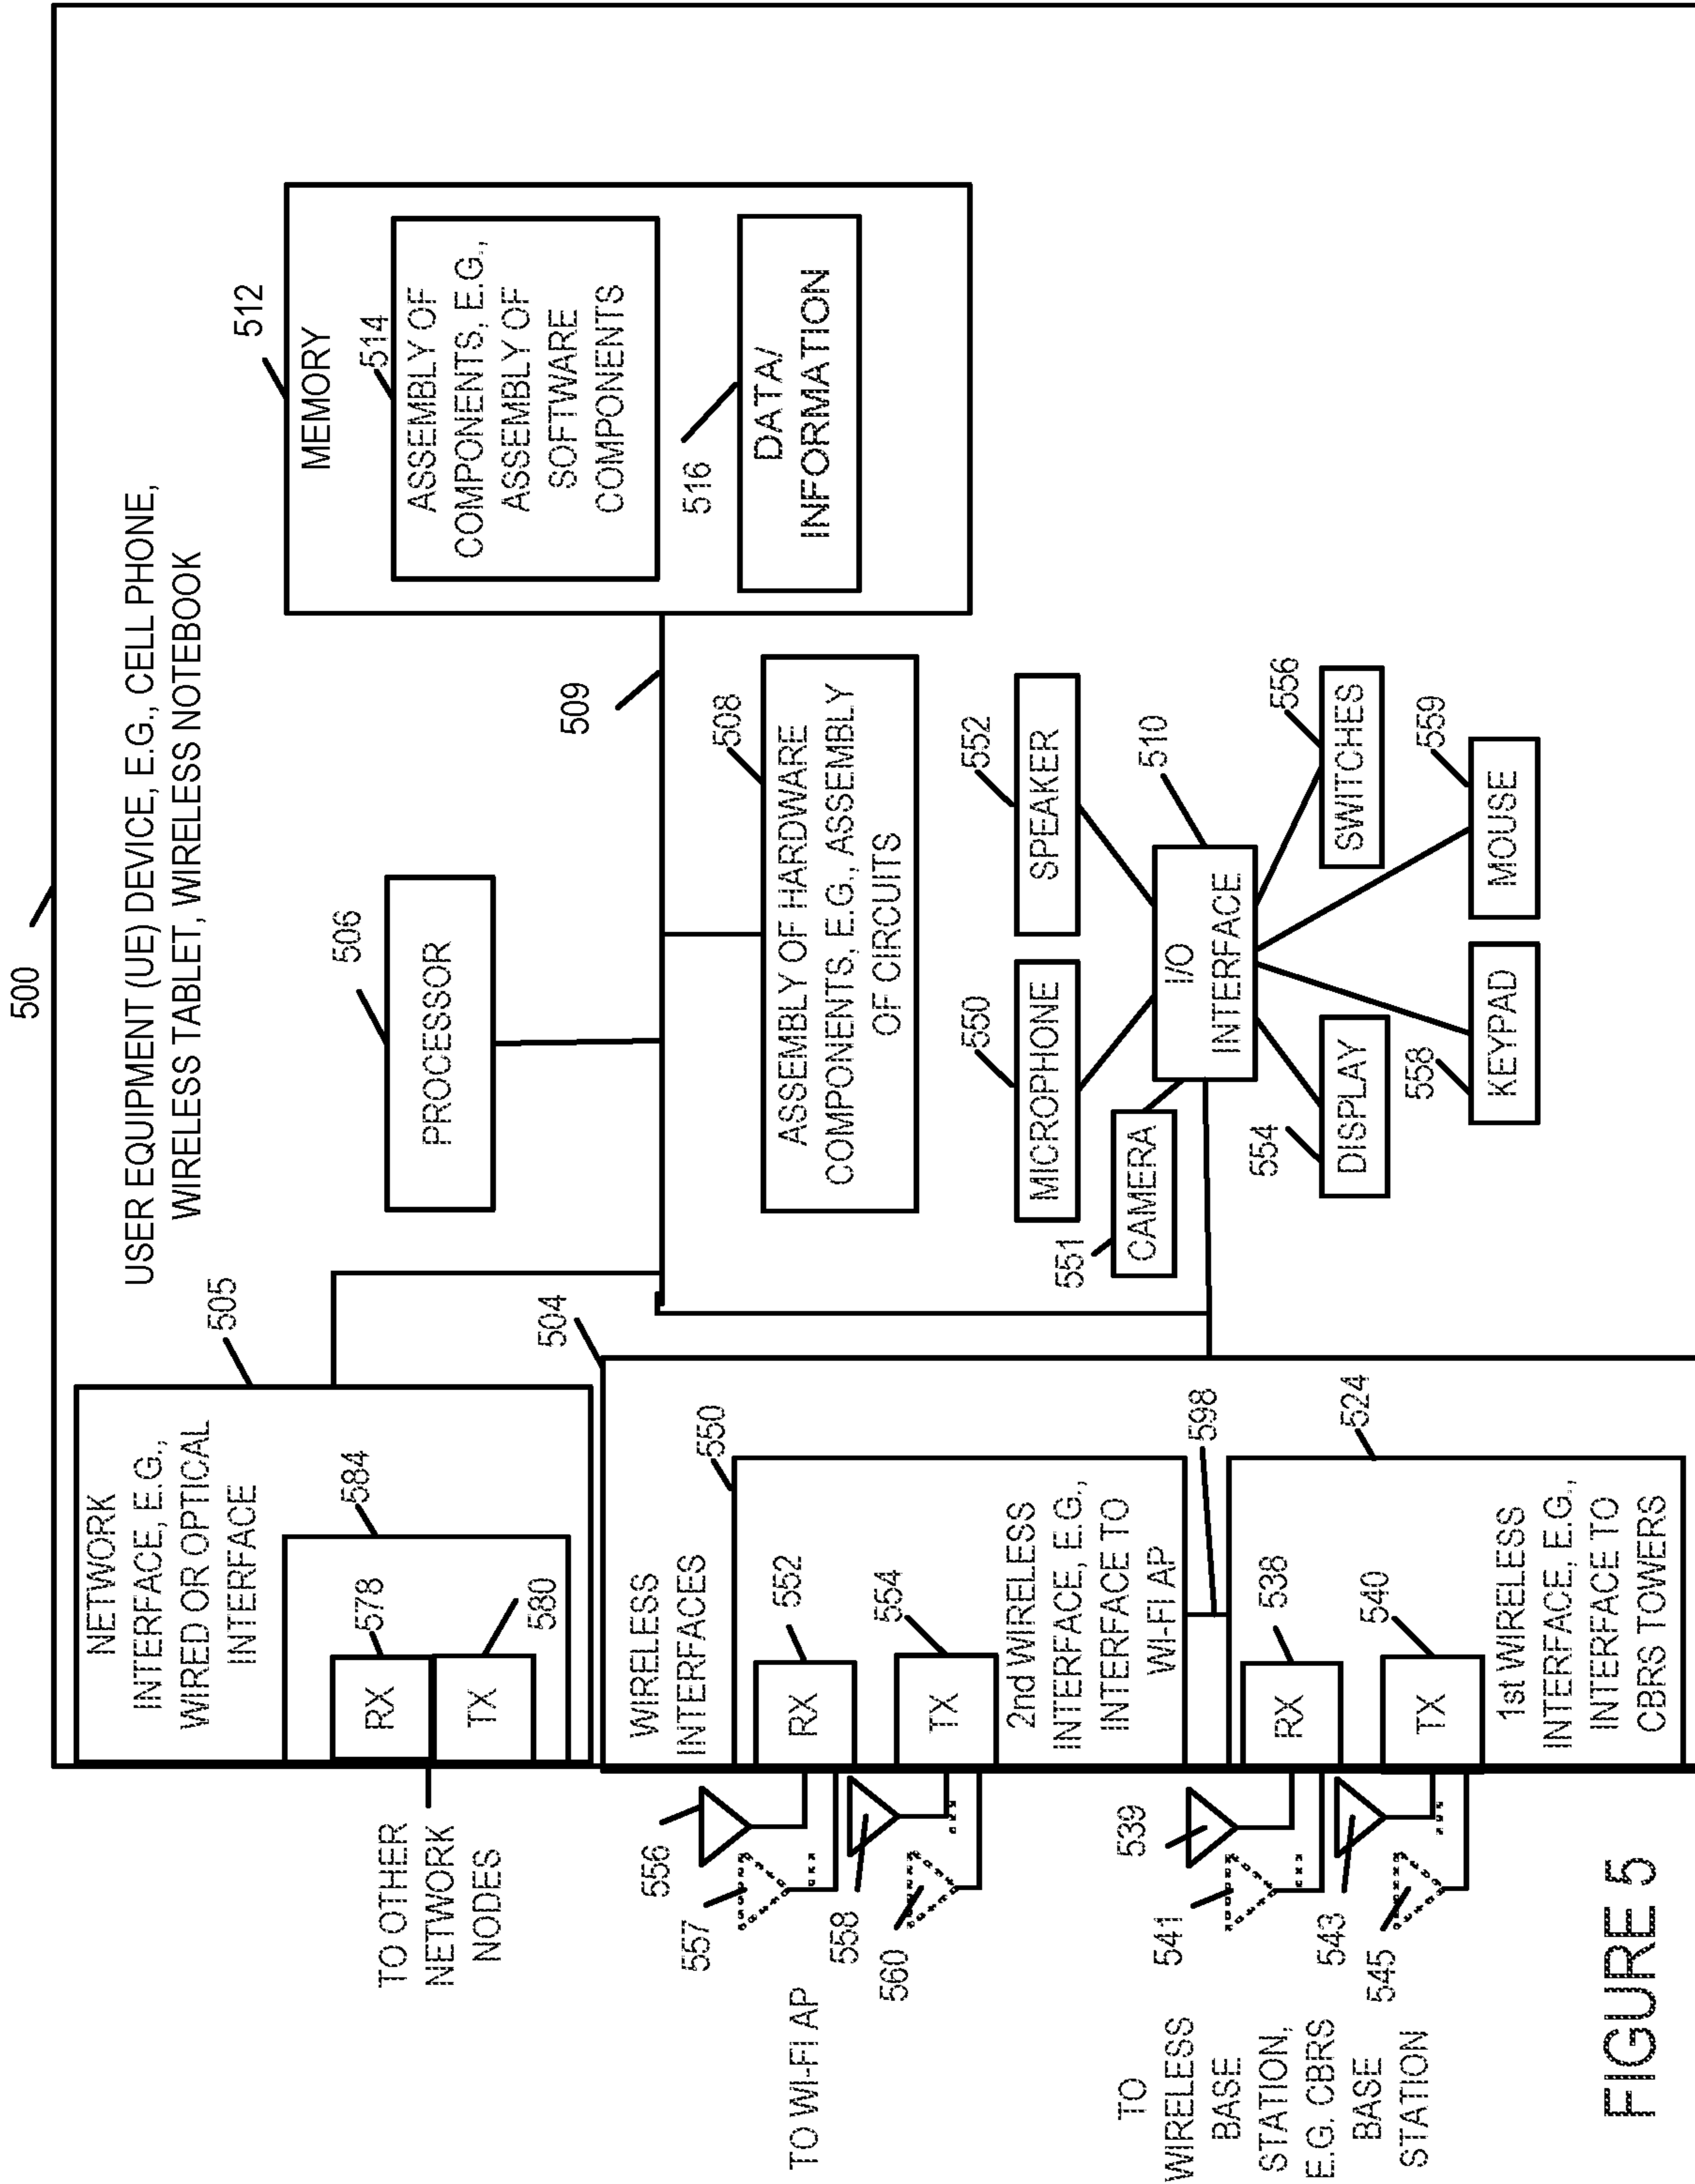 500
USER EQUIPMENT (UE) DEVICE, E.G., CELL PHONE,
WIRELESS TABLET, WIRELESS NOTEBOOK
NETWORK
INTERFACE, E.G.,
WIRED OR OPTICAL
INTERFACE
505
584
578
RX
TX
580
TO OTHER
NETWORK
NODES
506
PROCESSOR
512
MEMORY
514
ASSEMBLY OF
COMPONENTS, E.G.,
ASSEMBLY OF
SOFTWARE
COMPONENTS
516
DATA/
INFORMATION
509
508
ASSEMBLY OF HARDWARE
COMPONENTS, E.G., ASSEMBLY
OF CIRCUITS
504
WIRELESS
INTERFACES
550
552
RX
554
TX
2nd WIRELESS
INTERFACE, E.G.,
INTERFACE TO
WI-FI AP
556
557
558
560
TO WI-FI AP
598
524
538
RX
540
TX
1st WIRELESS
INTERFACE, E.G.,
INTERFACE TO
CBRS TOWERS
539
541
543
545
TO
WIRELESS
BASE
STATION,
E.G. CBRS
BASE
STATION
550
MICROPHONE
552
SPEAKER
551
CAMERA
510
I/O
INTERFACE
554
DISPLAY
556
SWITCHES
558
KEYPAD
559
MOUSE
FIGURE 5